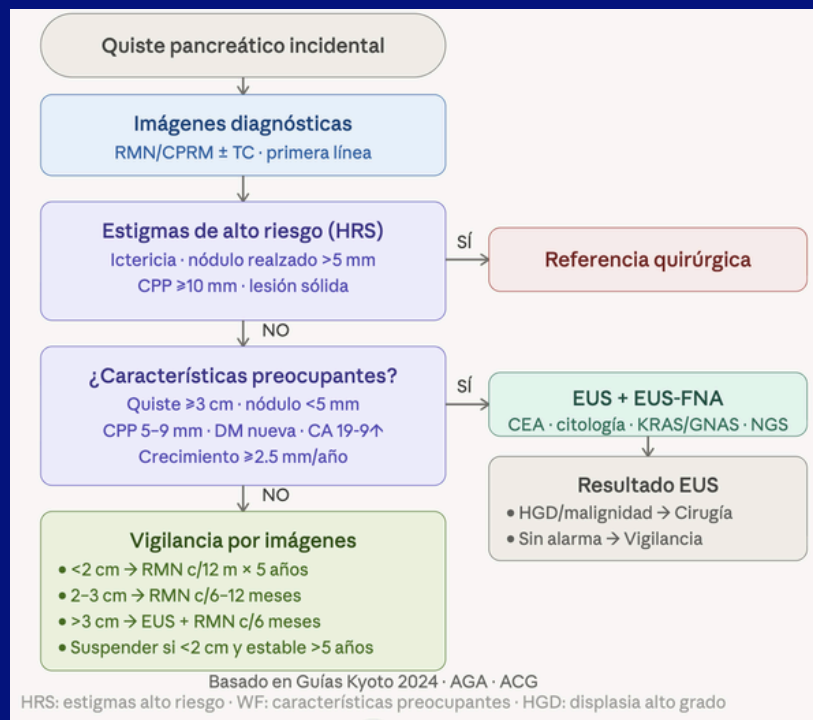 Quiste pancreático incidental
Imágenes diagnósticas
RMN/CPRM ± TC · primera línea
Estigmas de alto riesgo (HRS)
Ictericia · nódulo realzado >5 mm
CPP ≥10 mm · lesión sólida
SÍ
Referencia quirúrgica
NO
¿Características preocupantes?
Quiste ≥3 cm · nódulo <5 mm
CPP 5–9 mm · DM nueva · CA 19-9↑
Crecimiento ≥2.5 mm/año
SÍ
EUS + EUS-FNA
CEA · citología · KRAS/GNAS · NGS
Resultado EUS
• HGD/malignidad → Cirugía
• Sin alarma → Vigilancia
NO
Vigilancia por imágenes
• <2 cm → RMN c/12 m × 5 años
• 2–3 cm → RMN c/6–12 meses
• >3 cm → EUS + RMN c/6 meses
• Suspender si <2 cm y estable >5 años
Basado en Guías Kyoto 2024 · AGA · ACG
HRS: estigmas alto riesgo · WF: características preocupantes · HGD: displasia alto grado